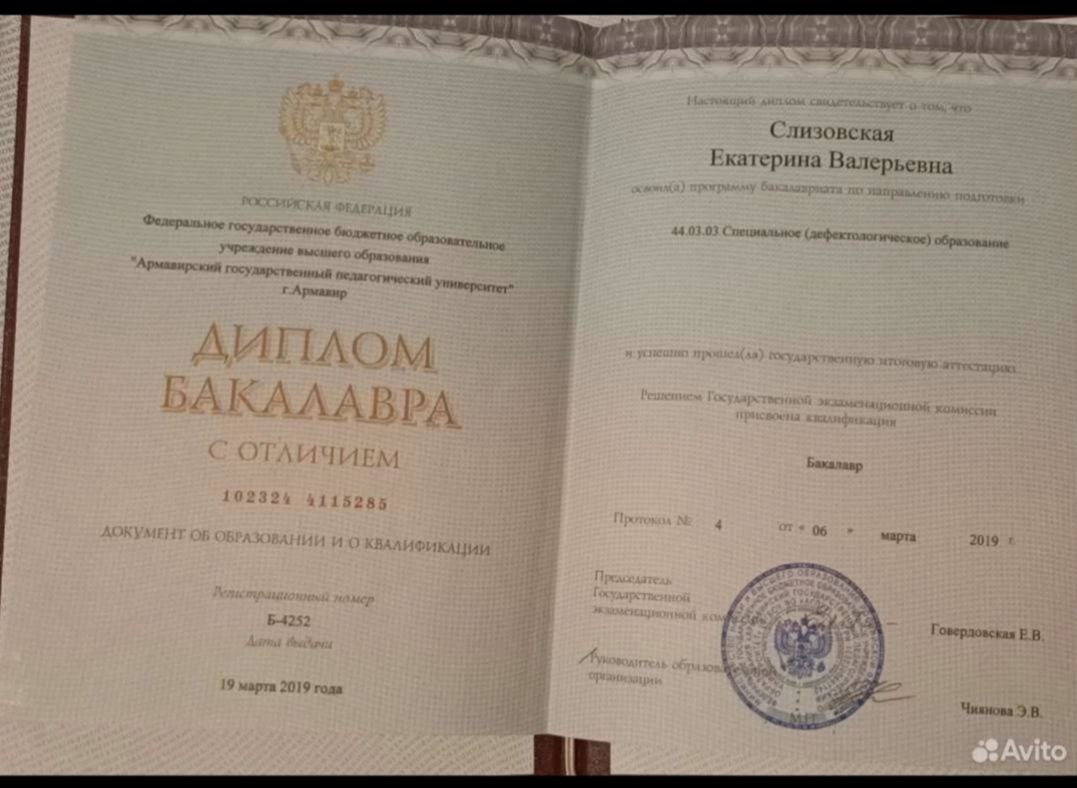 РОССИЙСКАЯ ФЕДЕРАЦИЯ
Федеральное государственное бюджетное образовательное
учреждение высшего образования
"Армавирский государственный педагогический университет"
г.Армавир
ДИПЛОМ
БАКАЛАВРА
С ОТЛИЧИЕМ
102324 4115285
ДОКУМЕНТ ОБ ОБРАЗОВАНИИ И О КВАЛИФИКАЦИИ
Регистрационный номер
Б-4252
Дата выдачи
19 марта 2019 года
Настоящий диплом свидетельствует о том, что
Слизовская
Екатерина Валерьевна
освоил(а) программу бакалавриата по направлению подготовки
44.03.03 Специальное (дефектологическое) образование
и успешно прошел(ла) государственную итоговую аттестацию
Решением Государственной экзаменационной комиссии
присвоена квалификация
Бакалавр
Протокол № 4 от « 06 » марта 2019 г.
Председатель
Государственной
экзаменационной ком
Говердовская Е.В.
Руководитель образова
организации
Чиянова Э.В.
М.П.
Avito